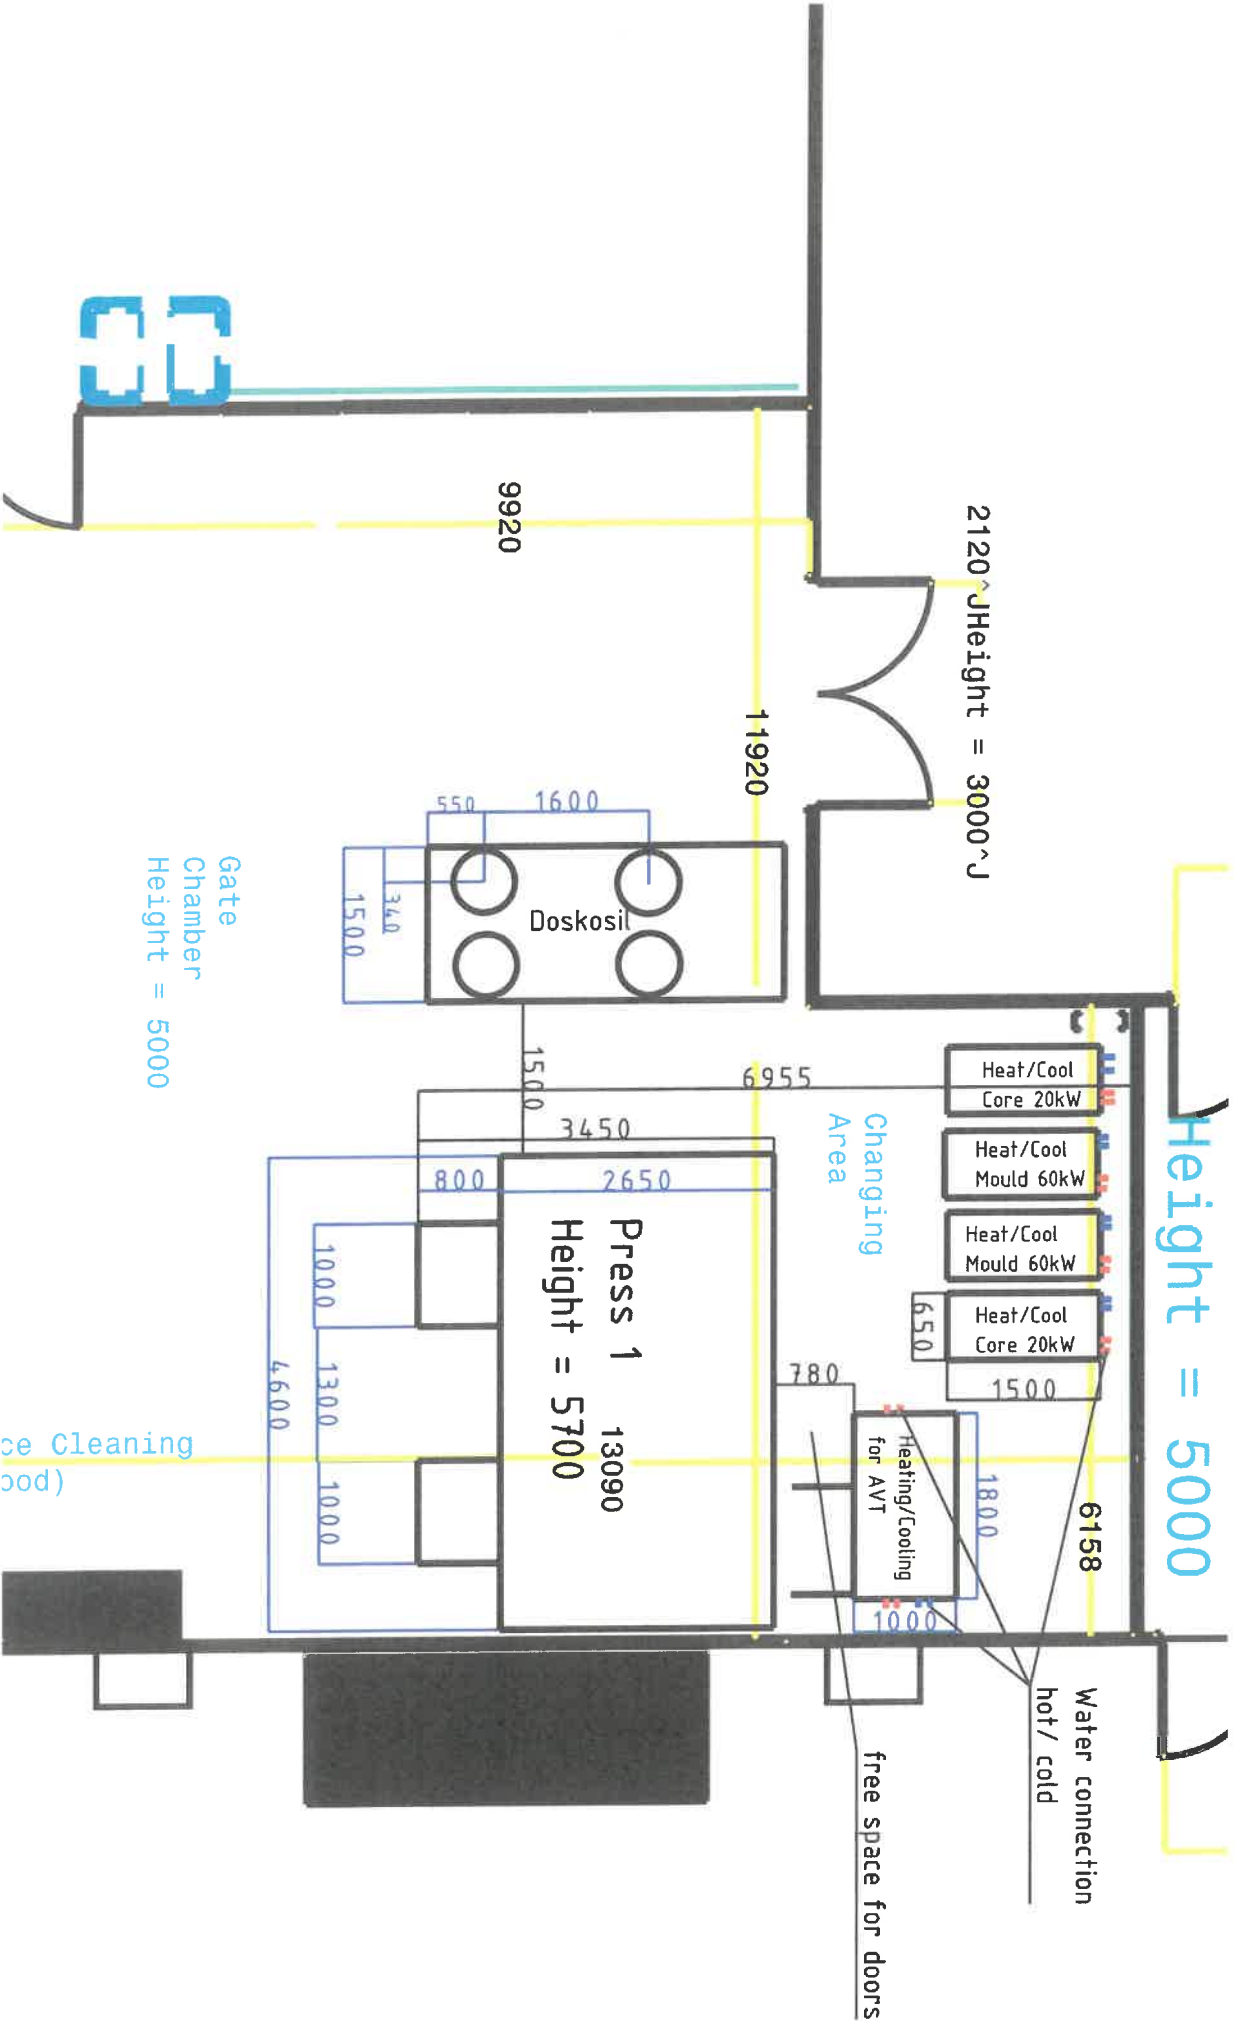 2120^JHeight = 3000^J
9920
11920
550
1600
340
1500
Doskosil
Gate
Chamber
Height = 5000
1500
6955
3450
800
2650
Changing
Area
Heat/Cool
Core 20kW
Heat/Cool
Mould 60kW
Heat/Cool
Mould 60kW
Heat/Cool
Core 20kW
650
1500
Height = 5000
Press 1
Height = 5700
13090
1000
1300
1000
4600
780
Heating/Cooling
for AVT
1800
1000
6158
ce Cleaning
ood)
Water connection
hot/ cold
free space for doors